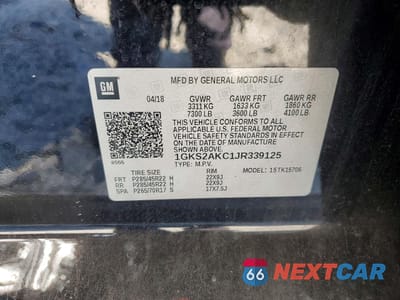 MFD BY GENERAL MOTORS LLC
GM
04/18 GVWR GAWR FRT GAWR RR
3311 KG 1633 KG 1860 KG
7300 LB 3600 LB 4100 LB
THIS VEHICLE CONFORMS TO ALL APPLICABLE
U.S. FEDERAL MOTOR VEHICLE
SAFETY STANDARDS IN EFFECT ON THE DATE OF
MANUFACTURE SHOWN ABOVE.
1GKS2AKC1JR339125
TYPE: M.P.V. MODEL: 15TK15706
TIRE SIZE RIM
FRT P285/45R22 H 22X9J
RR P285/45R22 H 22X9J
SPA P265/70R17 S 17X7.5J
66 NEXTCAR